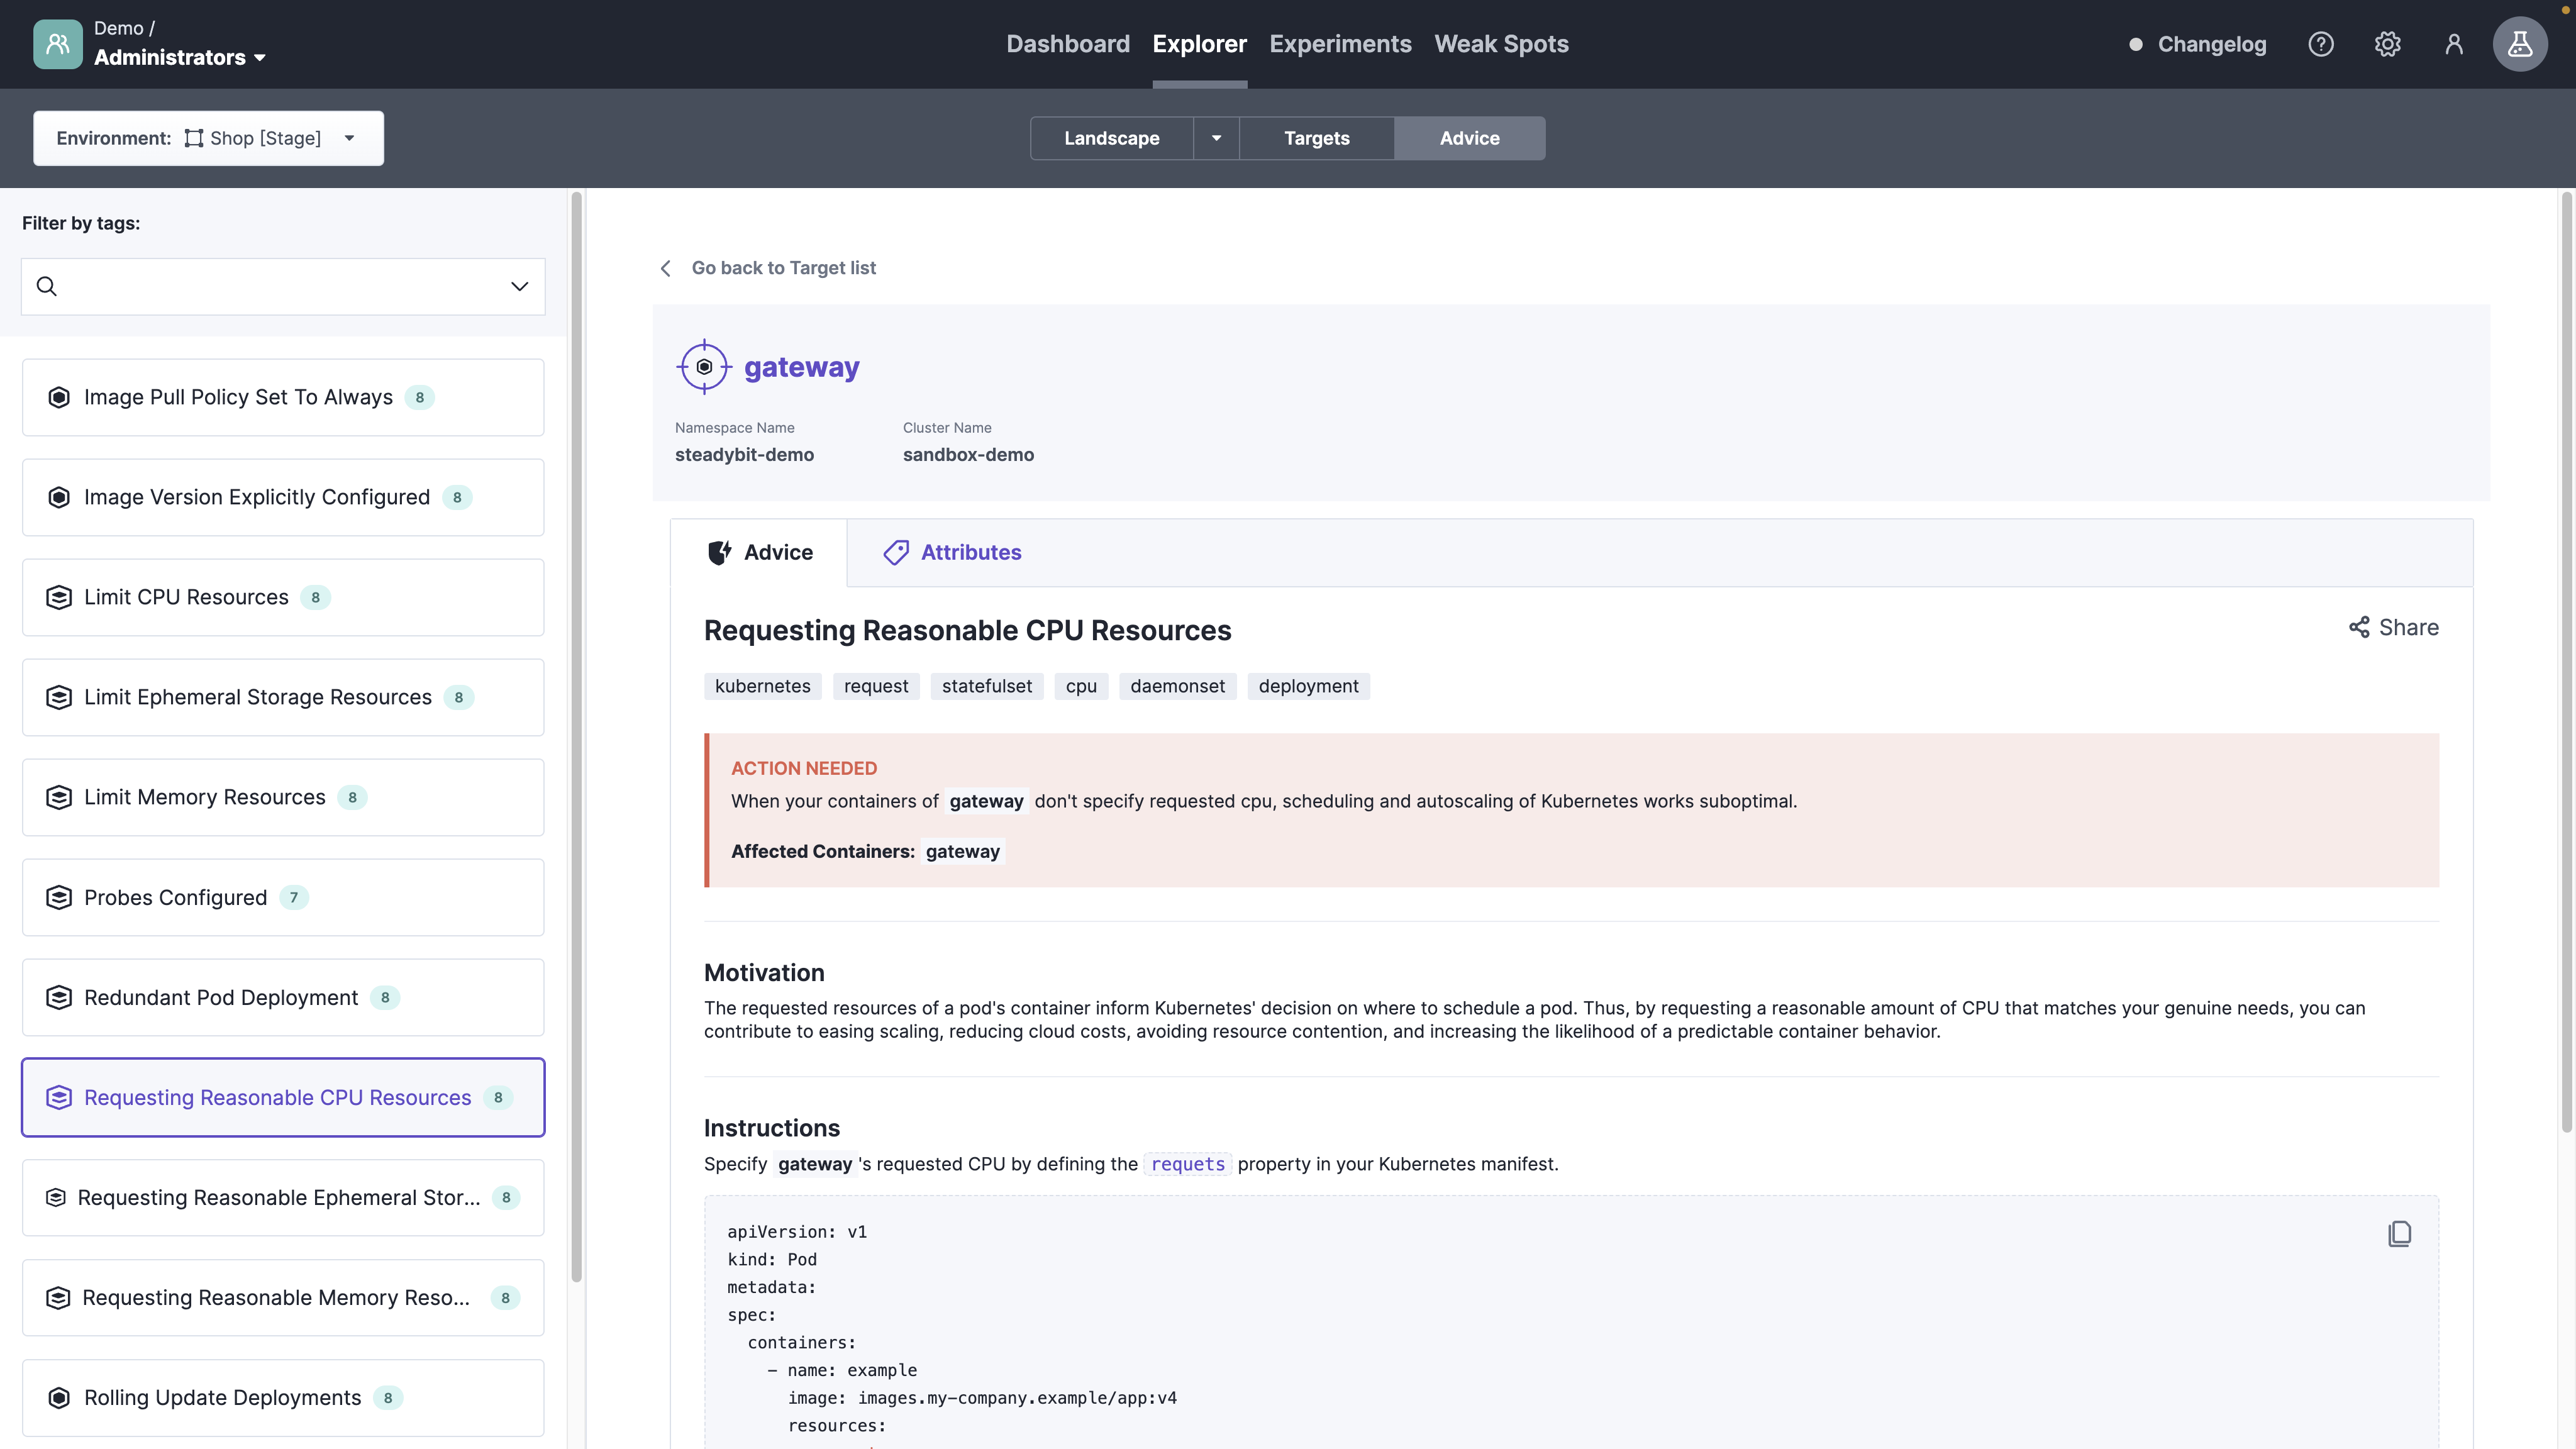 Demo /
Administrators
Dashboard Explorer Experiments Weak Spots
Changelog
Environment: Shop [Stage]
Landscape Targets Advice
Filter by tags:
Image Pull Policy Set To Always 8
Image Version Explicitly Configured 8
Limit CPU Resources 8
Limit Ephemeral Storage Resources 8
Limit Memory Resources 8
Probes Configured 7
Redundant Pod Deployment 8
Requesting Reasonable CPU Resources 8
Requesting Reasonable Ephemeral Stor... 8
Requesting Reasonable Memory Reso... 8
Rolling Update Deployments 8
Go back to Target list
gateway
Namespace Name Cluster Name
steadybit-demo sandbox-demo
Advice Attributes
Requesting Reasonable CPU Resources
Share
kubernetes request statefulset cpu daemonset deployment
ACTION NEEDED
When your containers of gateway don't specify requested cpu, scheduling and autoscaling of Kubernetes works suboptimal.
Affected Containers: gateway
Motivation
The requested resources of a pod's container inform Kubernetes' decision on where to schedule a pod. Thus, by requesting a reasonable amount of CPU that matches your genuine needs, you can
contribute to easing scaling, reducing cloud costs, avoiding resource contention, and increasing the likelihood of a predictable container behavior.
Instructions
Specify gateway 's requested CPU by defining the requets property in your Kubernetes manifest.
apiVersion: v1
kind: Pod
metadata:
spec:
containers:
- name: example
image: images.my-company.example/app:v4
resources: